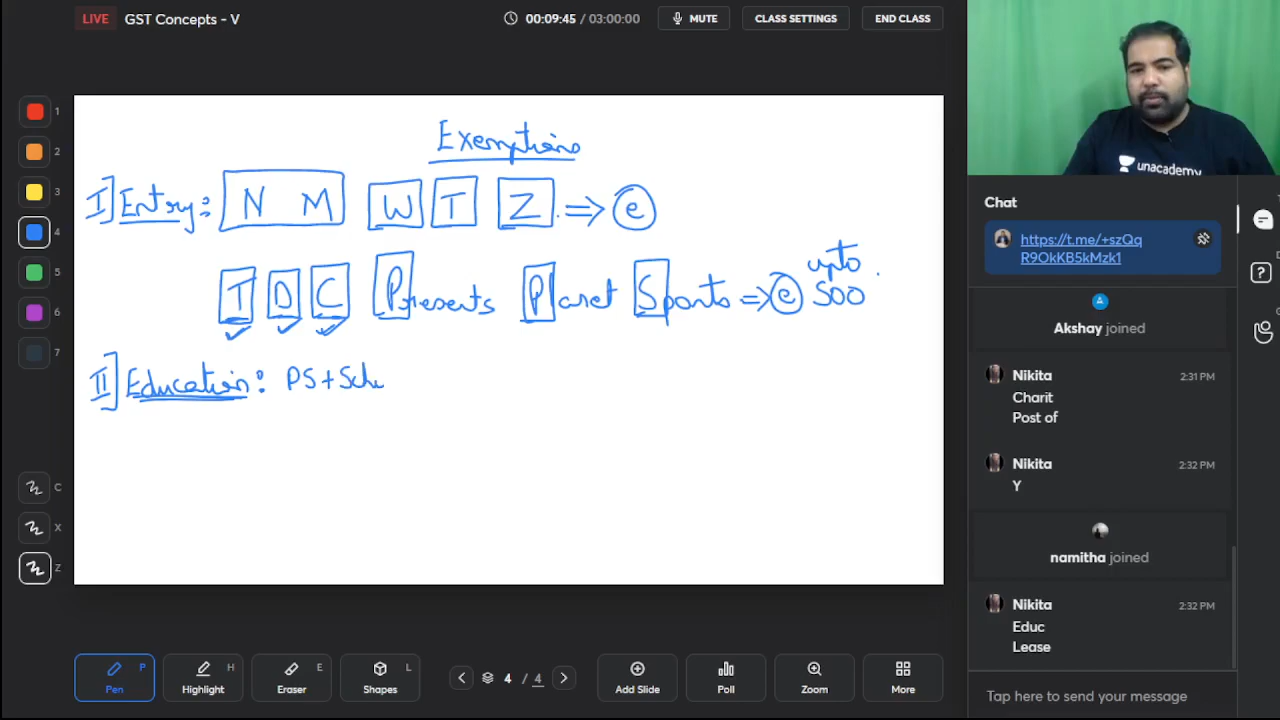 LIVE GST Concepts - V 00:09:45 / 03:00:00 MUTE CLASS SETTINGS END CLASS
1
2
3
4
5
6
7
C
X
Z
Exemptions
I] Entry: N M W T Z. => e
T D C Presents Planet Sports => e upto 500
II] Education: PS + Sch
Pen P
Highlight H
Eraser E
Shapes L
4 / 4
Add Slide
Poll
Zoom
More
unacademy
Chat
https://t.me/+szQq
R9OkKB5kMzk1
Akshay joined
Nikita 2:31 PM
Charit
Post of
Nikita 2:32 PM
Y
namitha joined
Nikita 2:32 PM
Educ
Lease
Tap here to send your message